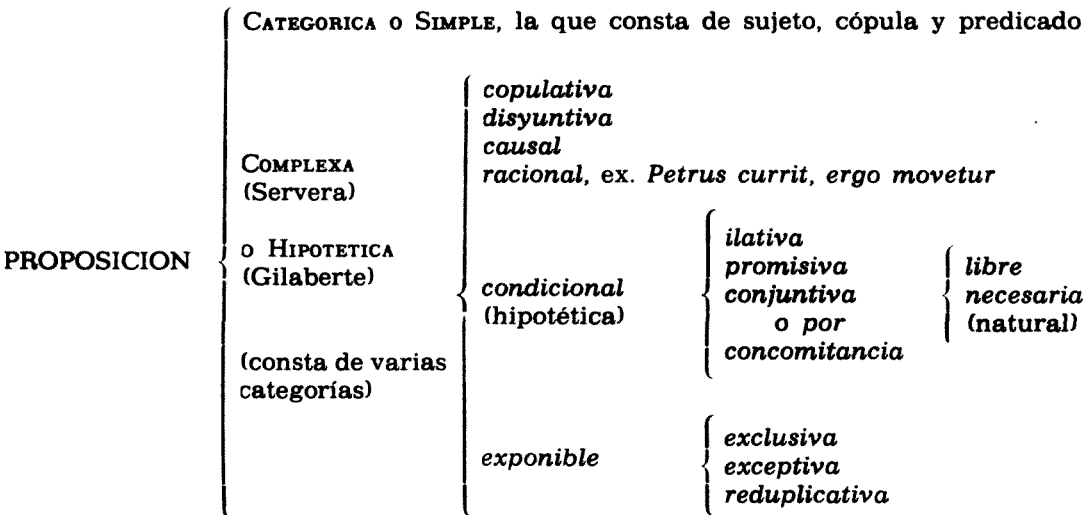 CATEGORICA o SIMPLE, la que consta de sujeto, cópula y predicado
PROPOSICION
COMPLEXA
(Servera)
o HIPOTETICA
(Gilaberte)
(consta de varias
categorías)
copulativa
disyuntiva
causal
racional, ex. Petrus currit, ergo movetur
condicional
(hipotética)
ilativa
promisiva
conjuntiva
o por
concomitancia
libre
necesaria
(natural)
exponible
exclusiva
exceptiva
reduplicativa